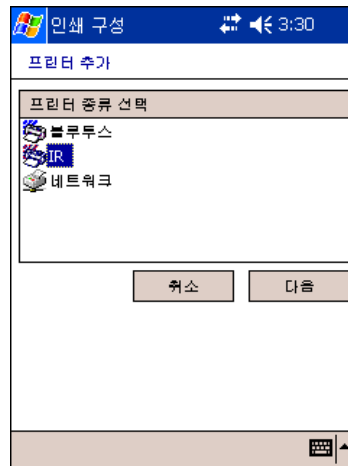 인쇄 구성 3:30
프린터 추가
프린터 종류 선택
블루투스
IR
네트워크
취소 다음